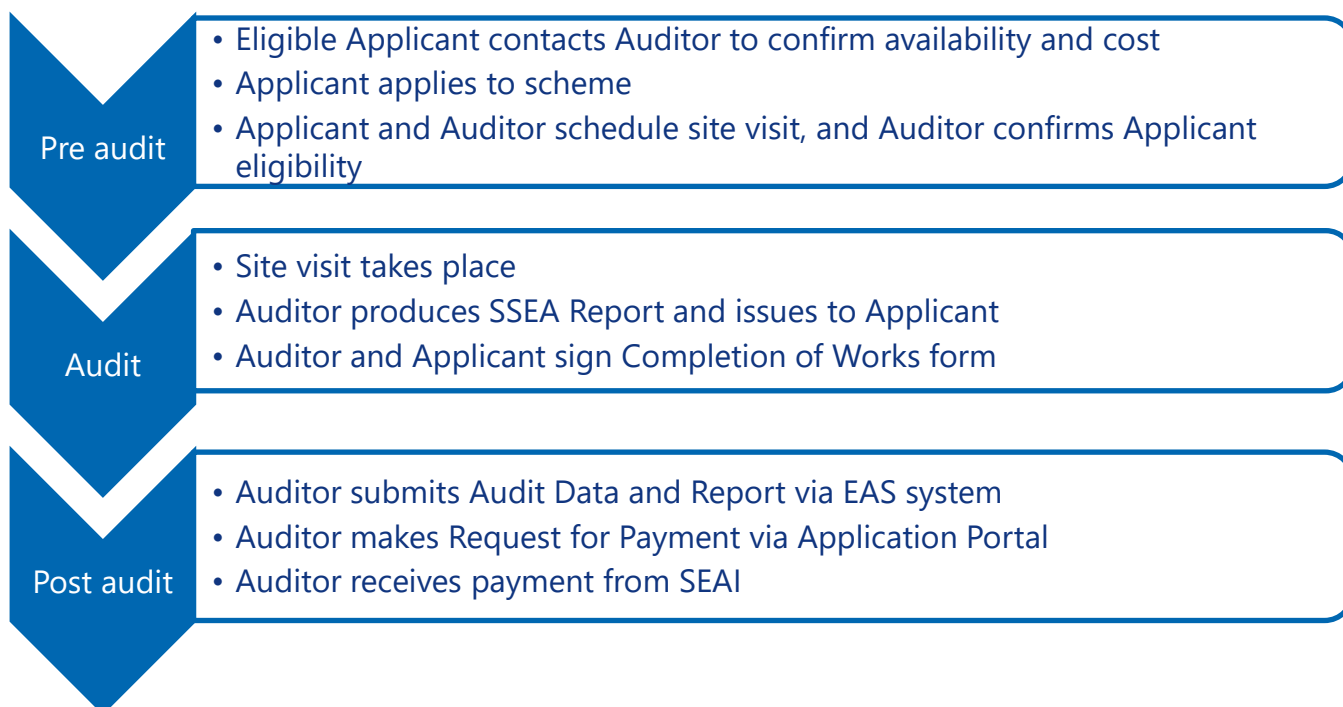 Pre audit
• Eligible Applicant contacts Auditor to confirm availability and cost
• Applicant applies to scheme
• Applicant and Auditor schedule site visit, and Auditor confirms Applicant
eligibility
Audit
• Site visit takes place
• Auditor produces SSEA Report and issues to Applicant
• Auditor and Applicant sign Completion of Works form
Post audit
• Auditor submits Audit Data and Report via EAS system
• Auditor makes Request for Payment via Application Portal
• Auditor receives payment from SEAI